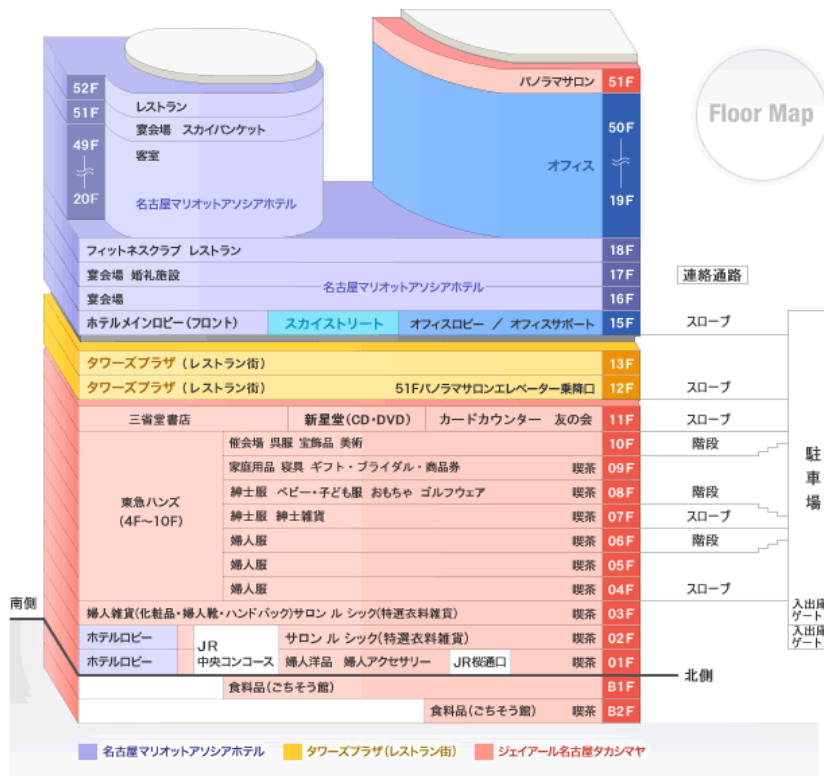 Floor Map
パノラマサロン 51F
52F レストラン
51F 宴会場 スカイバンケット
49F 客室
50F
オフィス
20F 名古屋マリオットアソシアホテル
19F
フィットネスクラブ レストラン 18F
宴会場 婚礼施設 17F
名古屋マリオットアソシアホテル
宴会場 16F
連絡通路
ホテルメインロビー(フロント) スカイストリート オフィスロビー / オフィスサポート 15F スロープ
タワーズプラザ (レストラン街) 13F
タワーズプラザ (レストラン街) 51Fパノラマサロンエレベーター乗降口 12F スロープ
三省堂書店 新星堂(CD・DVD) カードカウンター 友の会 11F スロープ
催会場 呉服 宝飾品 美術 10F 階段
家庭用品 寝具 ギフト・ブライダル・商品券 喫茶 09F
東急ハンズ
(4F〜10F)
紳士服 ベビー・子ども服 おもちゃ ゴルフウェア 喫茶 08F 階段
紳士服 紳士雑貨 喫茶 07F スロープ
婦人服 喫茶 06F 階段
婦人服 喫茶 05F
婦人服 喫茶 04F スロープ
駐車場
南側
婦人雑貨(化粧品・婦人靴・ハンドバック)サロン ル シック(特選衣料雑貨) 喫茶 03F
入出庫
ゲート
ホテルロビー サロン ル シック(特選衣料雑貨) 喫茶 02F
入出庫
ゲート
JR
中央コンコース
ホテルロビー 婦人洋品 婦人アクセサリー JR桜通口 喫茶 01F
北側
食料品(ごちそう館) B1F
食料品(ごちそう館) 喫茶 B2F
名古屋マリオットアソシアホテル タワーズプラザ(レストラン街) ジェイアール名古屋タカシマヤ